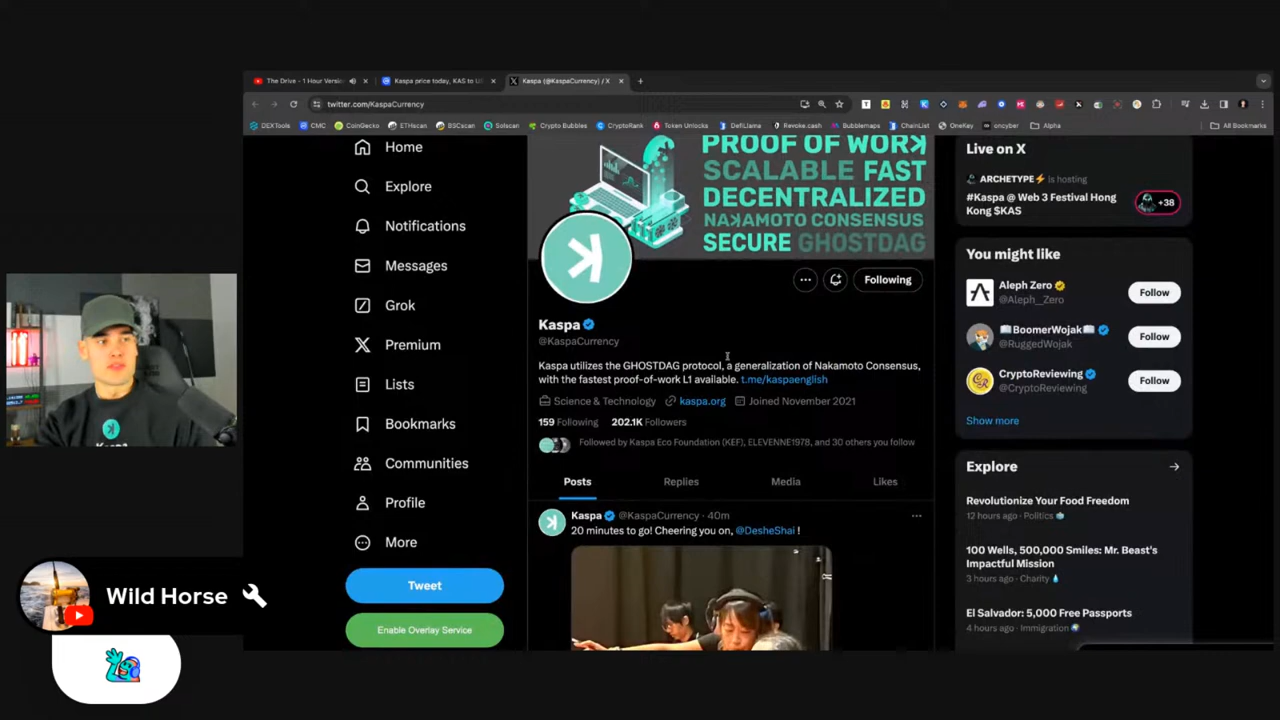 The Drive - 1 Hour Versi
Kaspa price today, KAS to U
Kaspa (@KaspaCurrency) / X
twitter.com/KaspaCurrency
DEXTools
CMC
CoinGecko
ETHscan
BSCscan
Solscan
Crypto Bubbles
CryptoRank
Token Unlocks
DefiLlama
Revoke.cash
Bubblemaps
ChainList
OneKey
oncyber
Alpha
All Bookmarks
Home
Explore
Notifications
Messages
Grok
Premium
Lists
Bookmarks
Communities
Profile
More
Tweet
Enable Overlay Service
PROOF OF WORK
SCALABLE FAST
DECENTRALIZED
NAKAMOTO CONSENSUS
SECURE GHOSTDAG
Following
Kaspa
@KaspaCurrency
Kaspa utilizes the GHOSTDAG protocol, a generalization of Nakamoto Consensus,
with the fastest proof-of-work L1 available. t.me/kaspaenglish
Science & Technology kaspa.org Joined November 2021
159 Following 202.1K Followers
Followed by Kaspa Eco Foundation (KEF), ELEVENNE1978, and 30 others you follow
Posts Replies Media Likes
Kaspa @KaspaCurrency · 40m
20 minutes to go! Cheering you on, @DesheShai !
Live on X
ARCHETYPE⚡ is hosting
#Kaspa @ Web 3 Festival Hong
Kong $KAS
+38
You might like
Aleph Zero
@Aleph__Zero
Follow
📖BoomerWojak📖
@RuggedWojak
Follow
CryptoReviewing
@CryptoReviewing
Follow
Show more
Explore
Revolutionize Your Food Freedom
12 hours ago · Politics
100 Wells, 500,000 Smiles: Mr. Beast's
Impactful Mission
3 hours ago · Charity
El Salvador: 5,000 Free Passports
4 hours ago · Immigration
Kaspa
Wild Horse